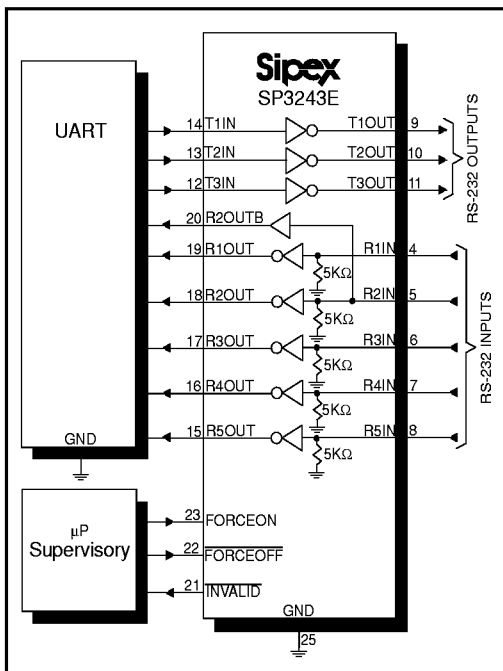 Sipex
SP3243E
UART
14 T1IN T1OUT 9
13 T2IN T2OUT 10
12 T3IN T3OUT 11
RS-232 OUTPUTS
20 R2OUTB
19 R1OUT R1IN 4
5KΩ
18 R2OUT R2IN 5
5KΩ
17 R3OUT R3IN 6
5KΩ
16 R4OUT R4IN 7
5KΩ
15 R5OUT R5IN 8
5KΩ
RS-232 INPUTS
GND
µP
Supervisory
23 FORCEON
22 FORCEOFF
21 INVALID
GND
25